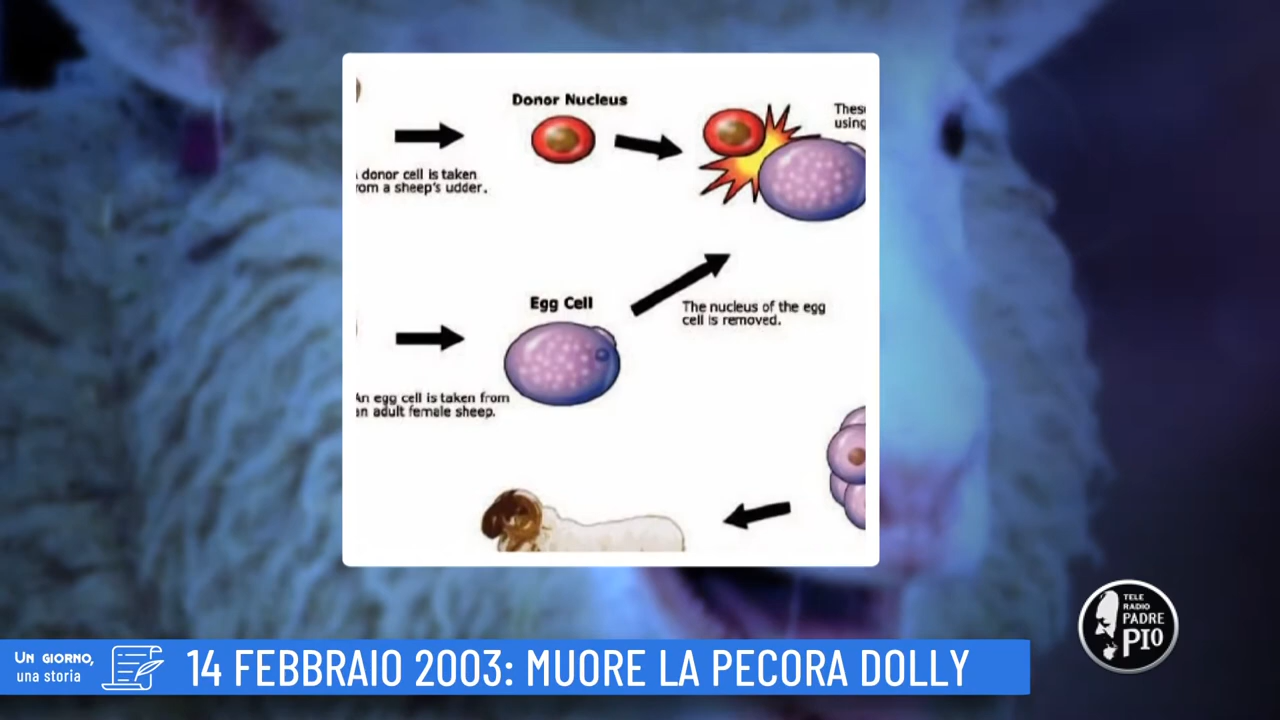 Donor Nucleus
donor cell is taken
from a sheep's udder.
using
Egg Cell
The nucleus of the egg
cell is removed.
An egg cell is taken from
an adult female sheep.
Un giorno,
una storia
14 FEBBRAIO 2003: MUORE LA PECORA DOLLY
TELE
RADIO
PADRE
PIO